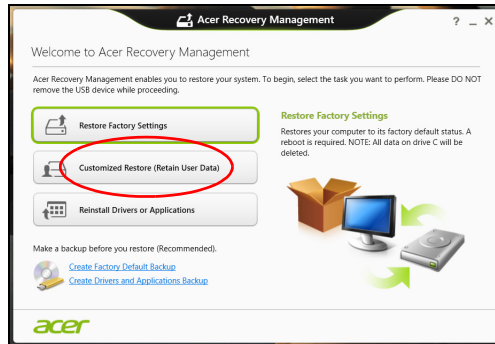 Acer Recovery Management
Welcome to Acer Recovery Management
Acer Recovery Management enables you to restore your system. To begin, select the task you want to perform. Please DO NOT
remove the USB device while proceeding.
Restore Factory Settings
Customized Restore (Retain User Data)
Reinstall Drivers or Applications
Restore Factory Settings
Restores your computer to its factory default status. A
reboot is required. NOTE: All data on drive C will be
deleted.
Make a backup before you restore (Recommended).
Create Factory Default Backup
Create Drivers and Applications Backup
acer